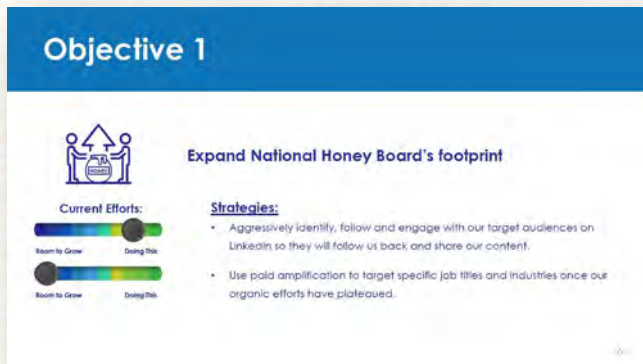 Objective 1
Expand National Honey Board's footprint
Current Efforts:
Room to Grow
Doing This
Room to Grow
Doing This
Strategies:
• Aggressively identify, follow and engage with our target audiences on
LinkedIn so they will follow us back and share our content.
• Use paid amplification to target specific job titles and industries once our
organic efforts have plateaued.